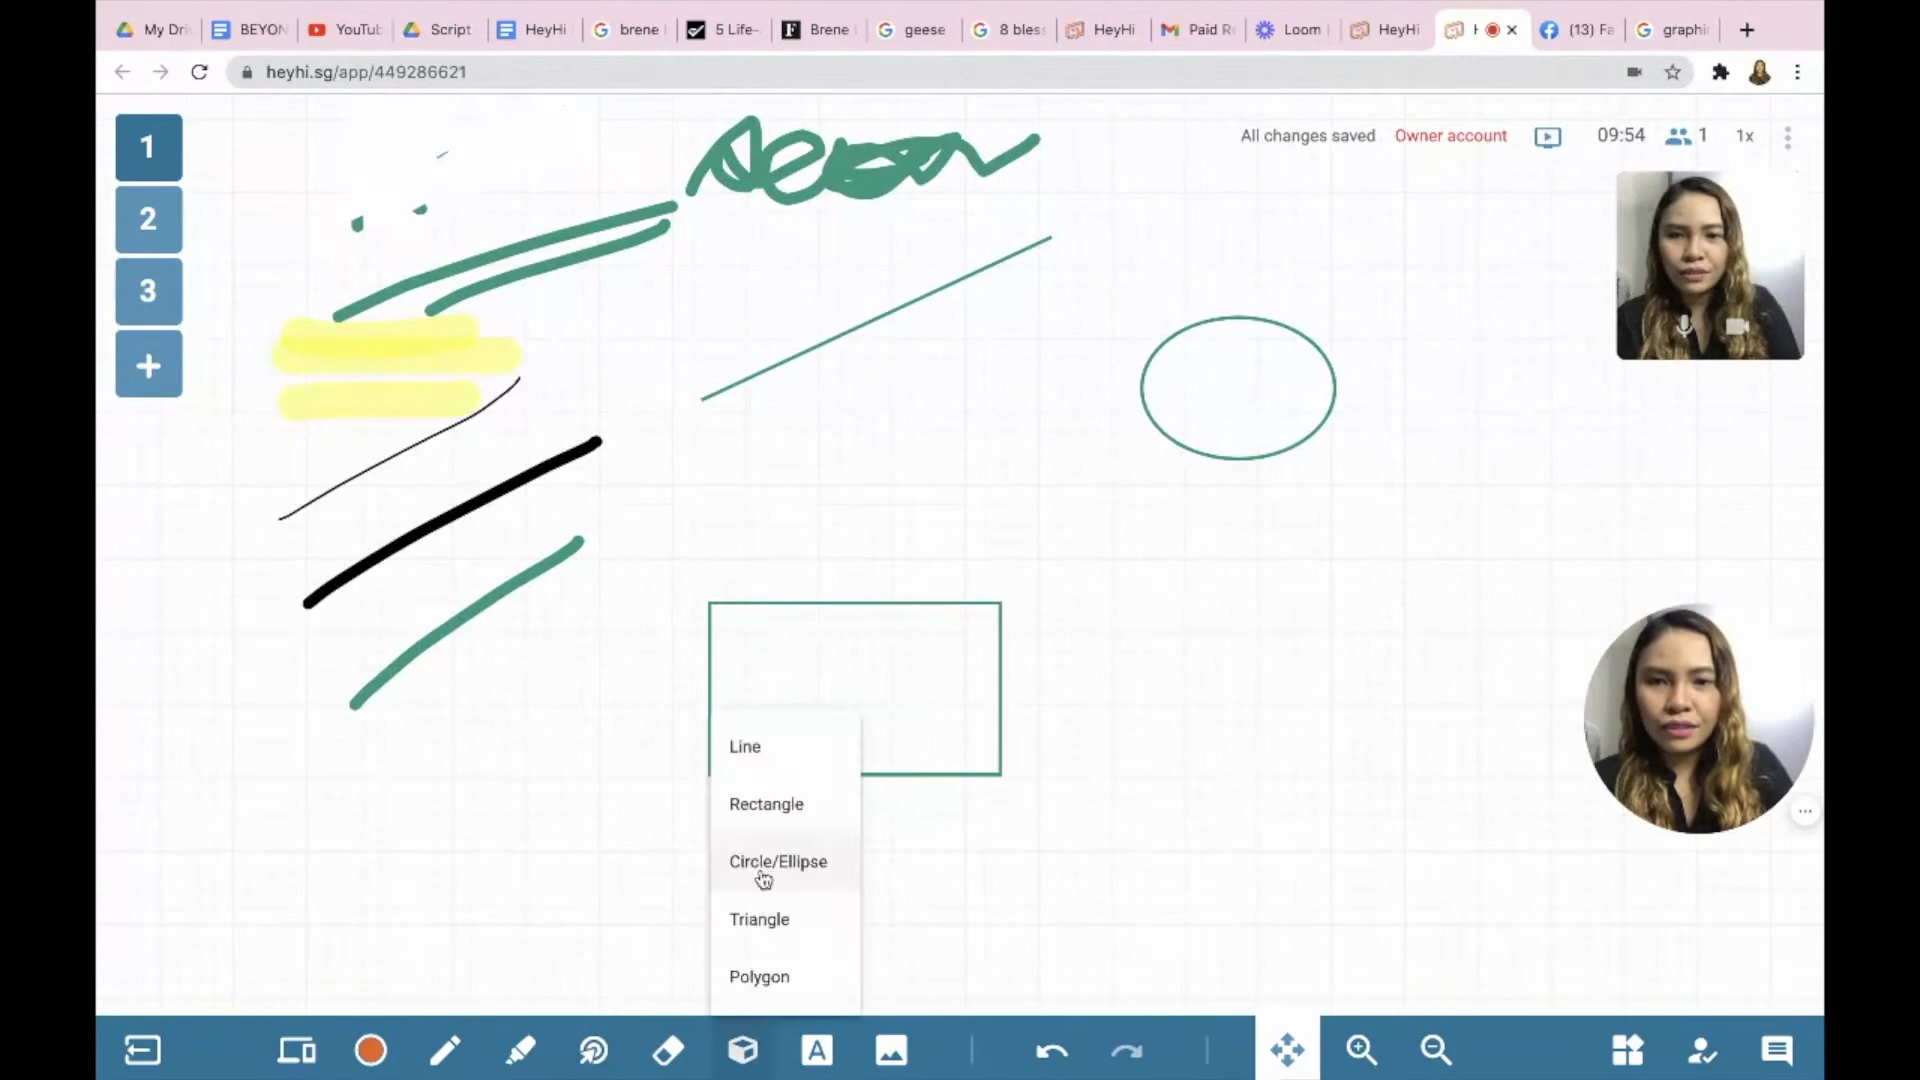 My Dri
BEYON
YouTub
Script
HeyHi
brene
5 Life-
Brene
geese
8 bless
HeyHi
Paid Re
Loom
HeyHi
(13) Fa
graphi
heyhi.sg/app/449286621
1
2
3
+
All changes saved
Owner account
09:54
1
1x
Line
Rectangle
Circle/Ellipse
Triangle
Polygon
A